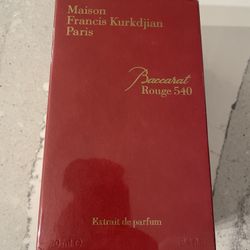 Maison
Francis Kurkdjian
Paris
Baccarat
Rouge 540
Extrait de parfum